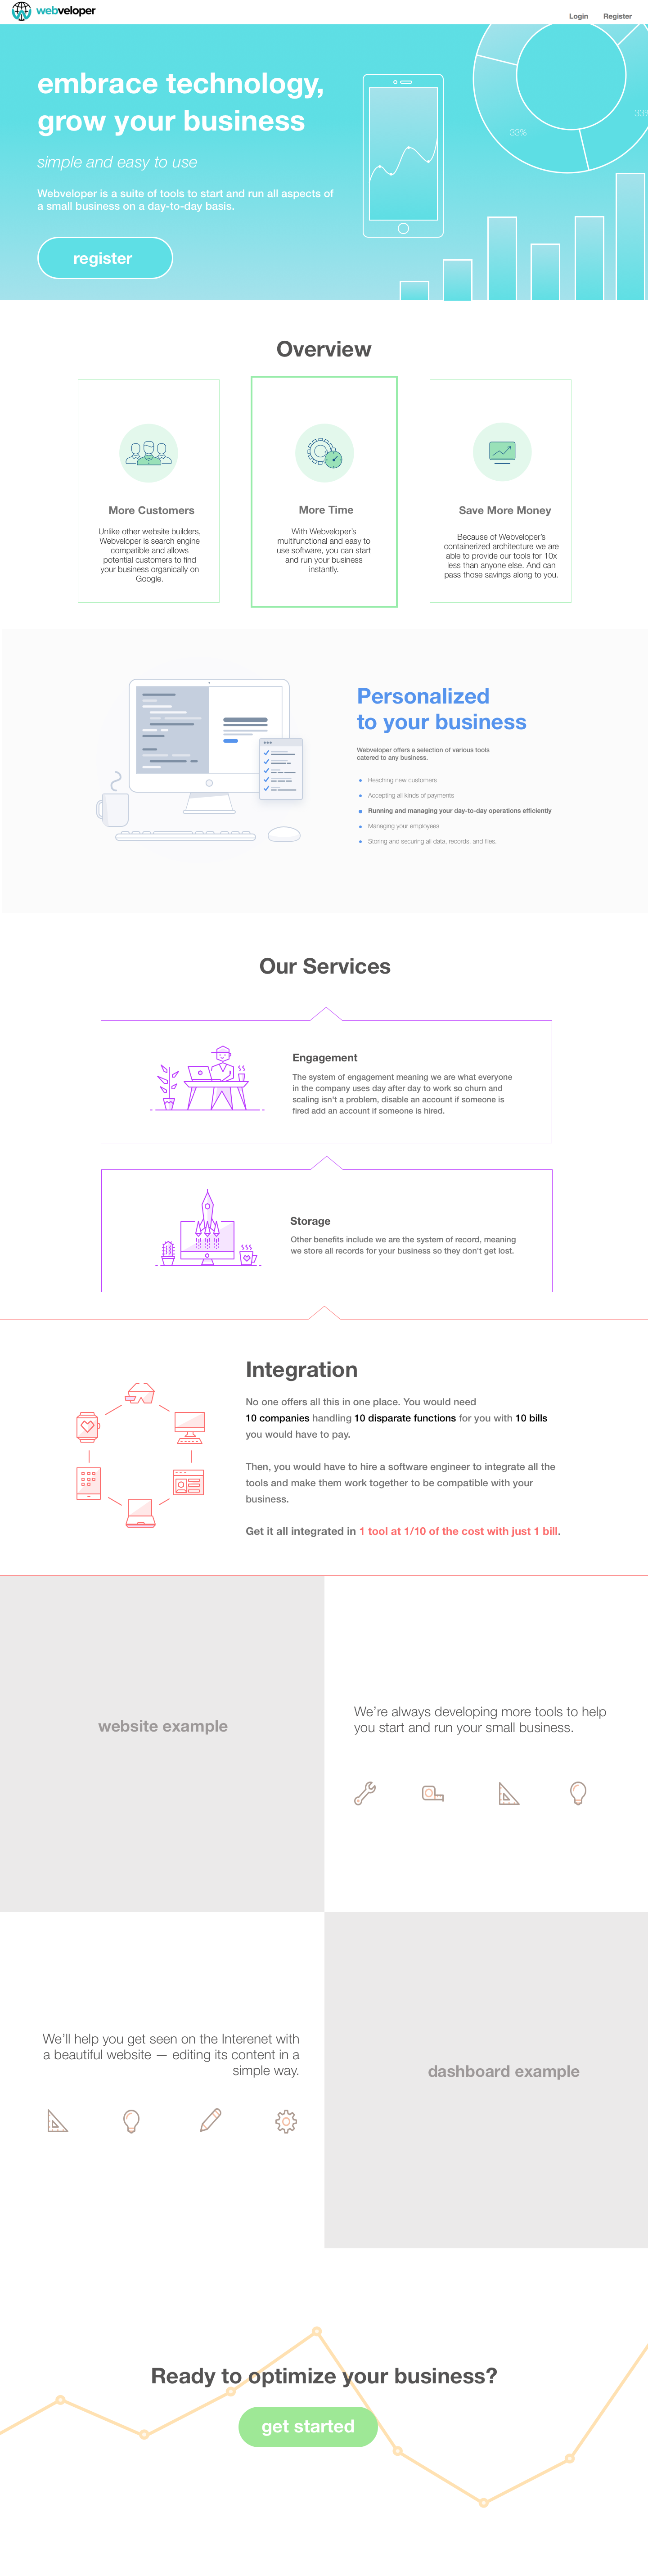 webveloper
Login Register
embrace technology,
grow your business
simple and easy to use
Webveloper is a suite of tools to start and run all aspects of
a small business on a day-to-day basis.
register
33%
33%
Overview
More Customers
Unlike other website builders,
Webveloper is search engine
compatible and allows
potential customers to find
your business organically on
Google.
More Time
With Webveloper's
multifunctional and easy to
use software, you can start
and run your business
instantly.
Save More Money
Because of Webveloper's
containerized architecture we are
able to provide our tools for 10x
less than anyone else. And can
pass those savings along to you.
Personalized
to your business
Webveloper offers a selection of various tools
catered to any business.
Reaching new customers
Accepting all kinds of payments
Running and managing your day-to-day operations efficiently
Managing your employees
Storing and securing all data, records, and files.
Our Services
Engagement
The system of engagement meaning we are what everyone
in the company uses day after day to work so churn and
scaling isn't a problem, disable an account if someone is
fired add an account if someone is hired.
Storage
Other benefits include we are the system of record, meaning
we store all records for your business so they don't get lost.
Integration
No one offers all this in one place. You would need
10 companies handling 10 disparate functions for you with 10 bills
you would have to pay.
Then, you would have to hire a software engineer to integrate all the
tools and make them work together to be compatible with your
business.
Get it all integrated in 1 tool at 1/10 of the cost with just 1 bill.
website example
We're always developing more tools to help
you start and run your small business.
We'll help you get seen on the Interenet with
a beautiful website — editing its content in a
simple way.
dashboard example
Ready to optimize your business?
get started